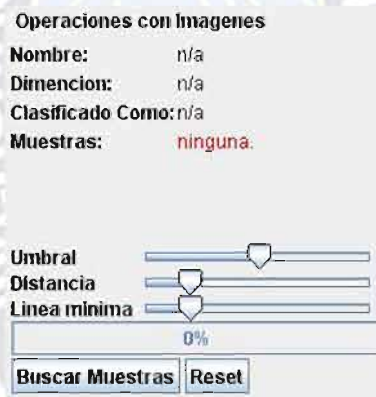 Operaciones con Imagenes
Nombre: n/a
Dimencion: n/a
Clasificado Como: n/a
Muestras: ninguna.
Umbral
Distancia
Linea minima
0%
Buscar Muestras Reset